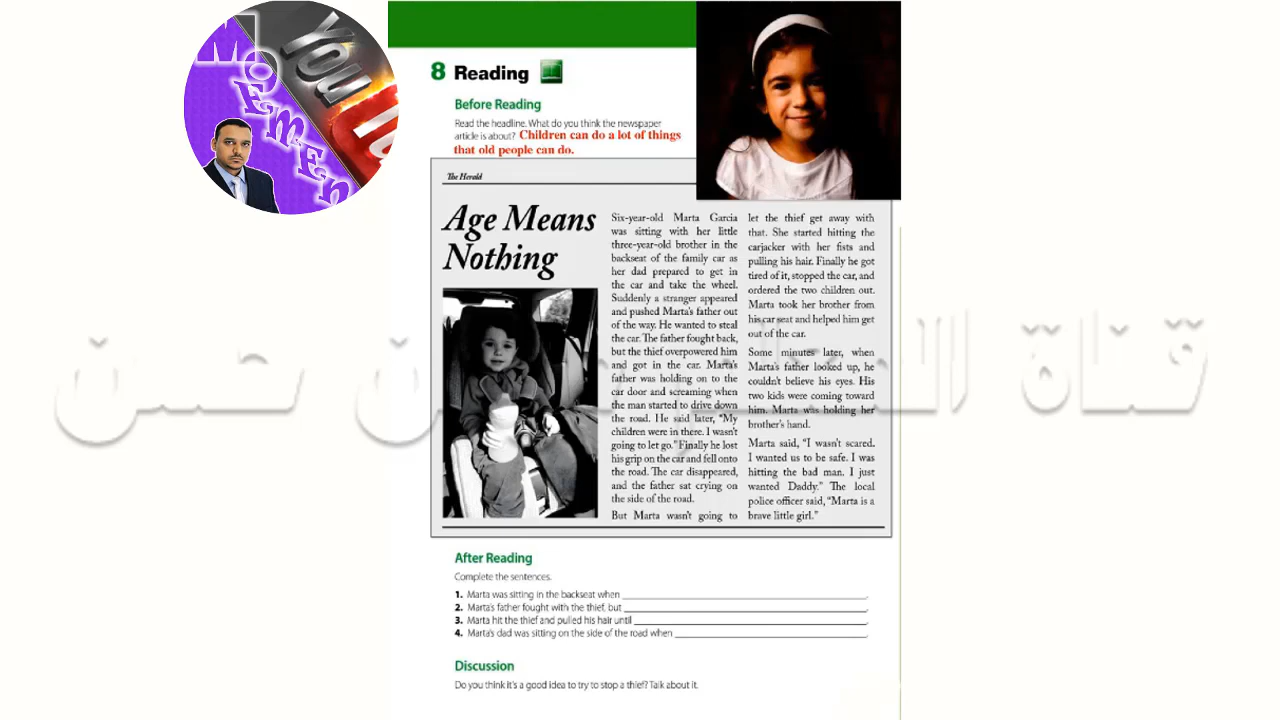 MOEMEN
YOU
8 Reading
Before Reading
Read the headline. What do you think the newspaper
article is about? Children can do a lot of things
that old people can do.
The Herald
Age Means
Nothing
Six-year-old Marta Garcia
was sitting with her little
three-year-old brother in the
backseat of the family car as
her dad prepared to get in
the car and take the wheel.
Suddenly a stranger appeared
and pushed Marta's father out
of the way. He wanted to steal
the car. The father fought back,
but the thief overpowered him
and got in the car. Marta's
father was holding on to the
car door and screaming when
the man started to drive down
the road. He said later, “My
children were in there. I wasn't
going to let go.” Finally he lost
his grip on the car and fell onto
the road. The car disappeared,
and the father sat crying on
the side of the road.
But Marta wasn't going to
let the thief get away with
that. She started hitting the
carjacker with her fists and
pulling his hair. Finally he got
tired of it, stopped the car, and
ordered the two children out.
Marta took her brother from
his car seat and helped him get
out of the car.
Some minutes later, when
Marta's father looked up, he
couldn't believe his eyes. His
two kids were coming toward
him. Marta was holding her
brother's hand.
Marta said, “I wasn't scared.
I wanted us to be safe. I was
hitting the bad man. I just
wanted Daddy.” The local
police officer said, “Marta is a
brave little girl.”
قناة حسن
After Reading
Complete the sentences.
1. Marta was sitting in the backseat when ____.
2. Marta's father fought with the thief, but ____.
3. Marta hit the thief and pulled his hair until ____.
4. Marta's dad was sitting on the side of the road when ____.
Discussion
Do you think it's a good idea to try to stop a thief? Talk about it.